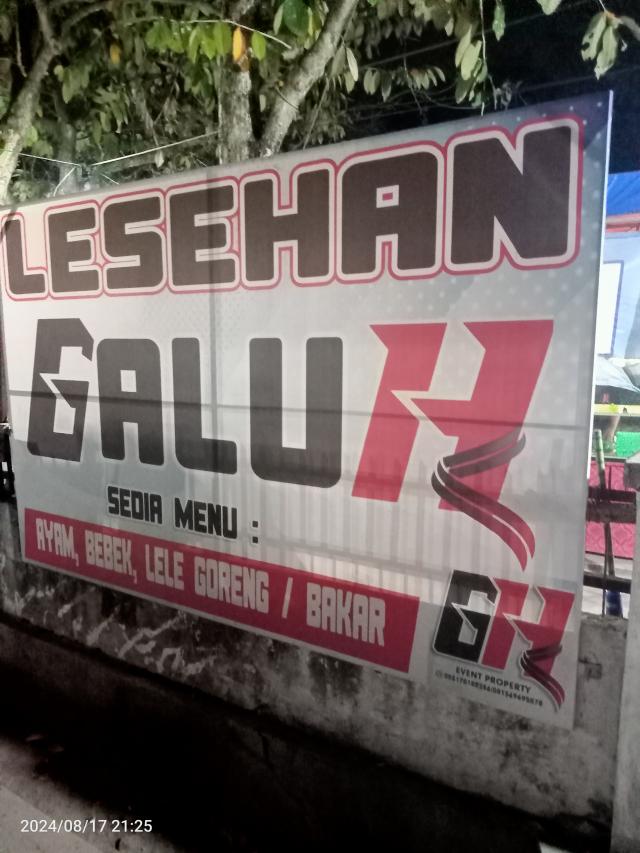 LESEHAN
GALUH
SEDIA MENU :
AYAM, BEBEK, LELE GORENG / BAKAR
GH
EVENT PROPERTY
2024/08/17 21:25